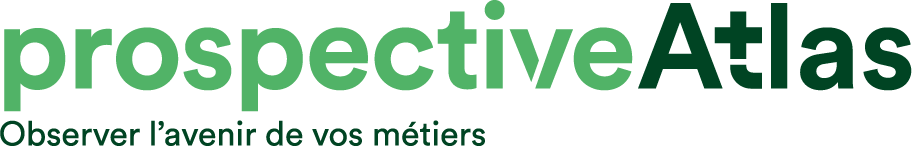 prospectiveAtlas
Observer l’avenir de vos métiers